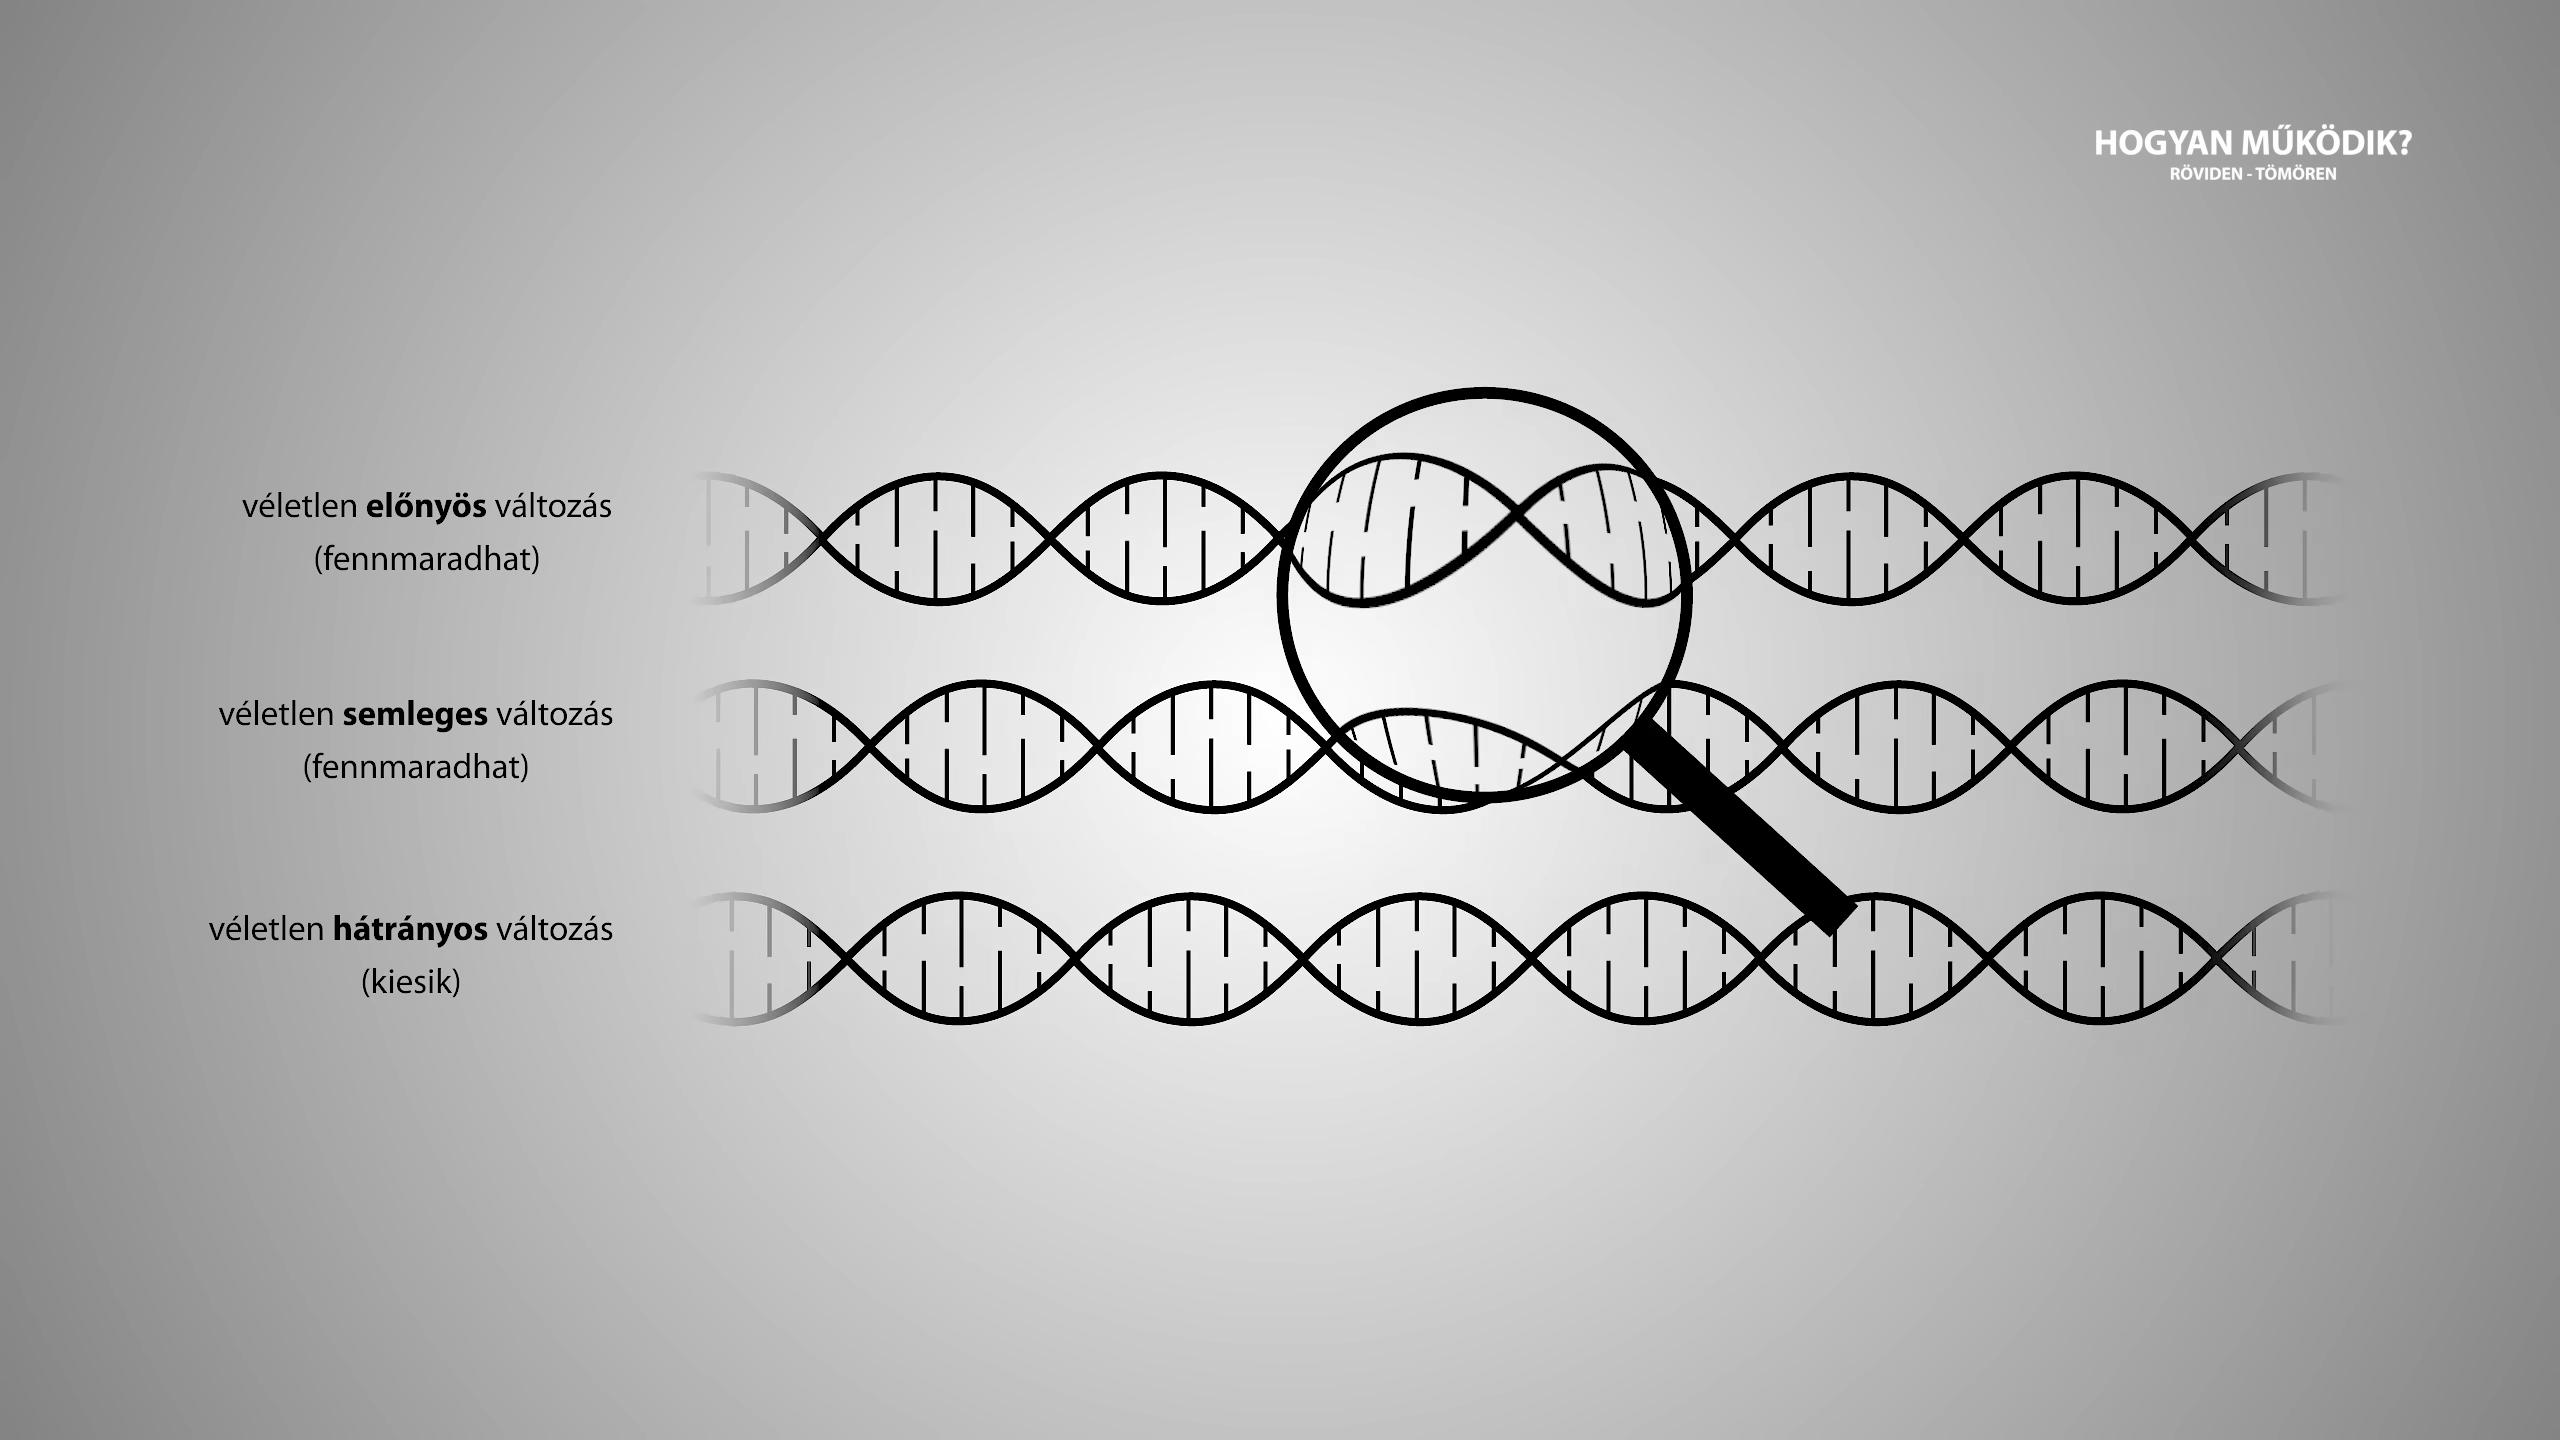 HOGYAN MŰKÖDIK?
RÖVIDEN - TÖMÖREN
véletlen előnyös változás
(fennmaradhat)
véletlen semleges változás
(fennmaradhat)
véletlen hátrányos változás
(kiesik)